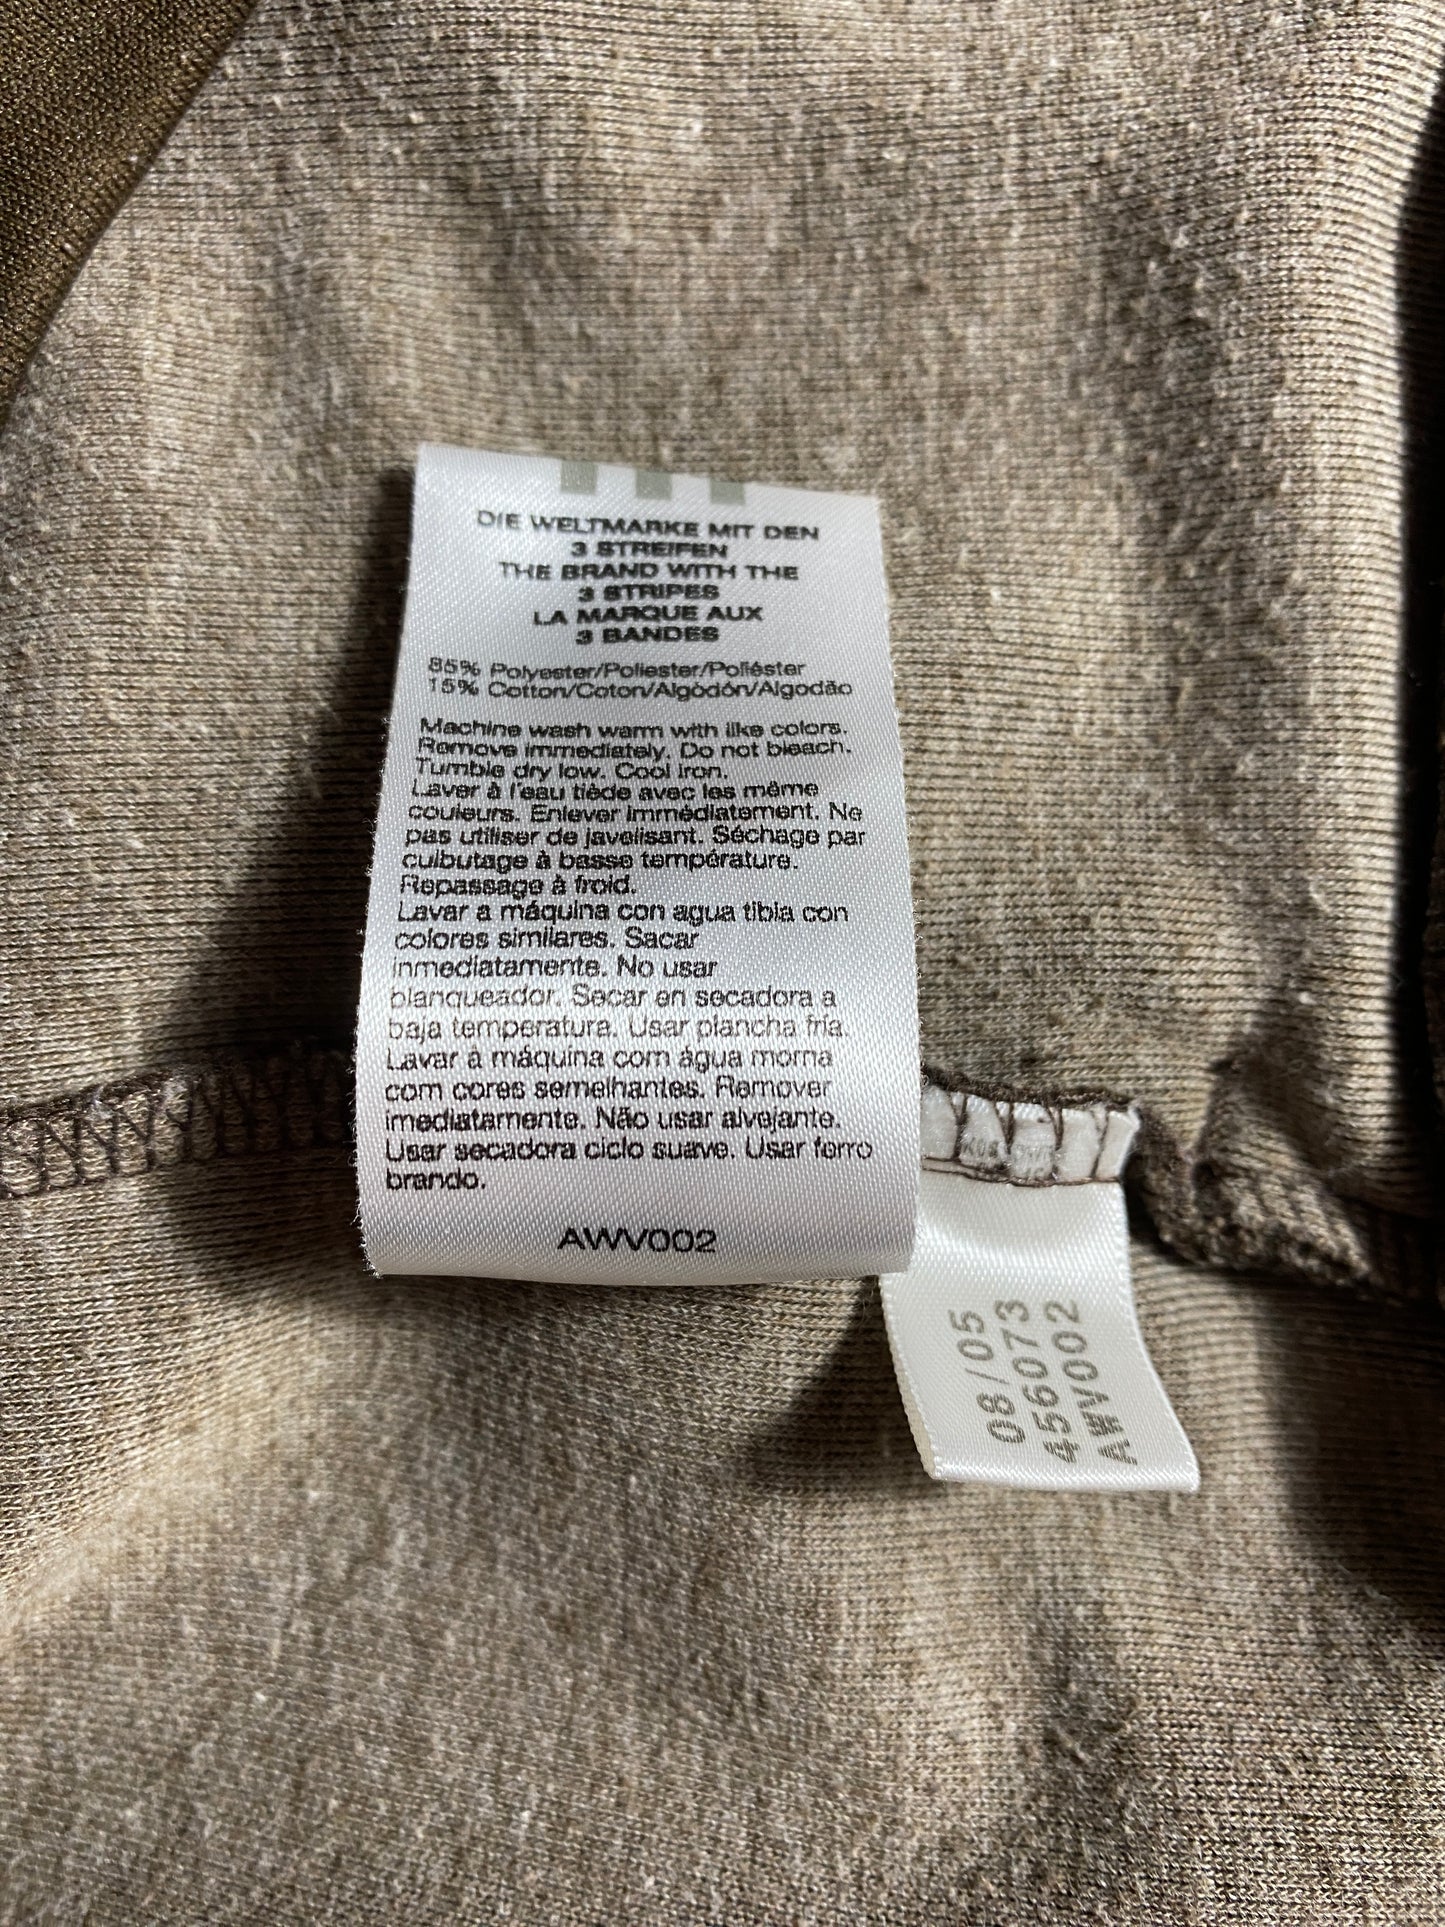 DIE WELTMARKE MIT DEN
3 STREIFEN
THE BRAND WITH THE
3 STRIPES
LA MARQUE AUX
3 BANDES
85% Polyester/Poliester/Poliéster
15% Cotton/Coton/Algòdón/Algodão
Machine wash warm with like colors.
Remove immediately. Do not bleach.
Tumble dry low. Cool iron.
Laver à l'eau tiède avec les même
couleurs. Enlever immédiatement. Ne
pas utiliser de javelisant. Séchage par
culbutage à basse température.
Repassage à froid.
Lavar a máquina con agua tibia con
colores similares. Sacar
inmediatamente. No usar
blanqueador. Secar en secadora a
baja temperatura. Usar plancha fría.
Lavar à máquina com água morna
com cores semelhantes. Remover
imediatamente. Não usar alvejante.
Usar secadora ciclo suave. Usar ferro
brando.
AWV002
08/05
456073
AWV002